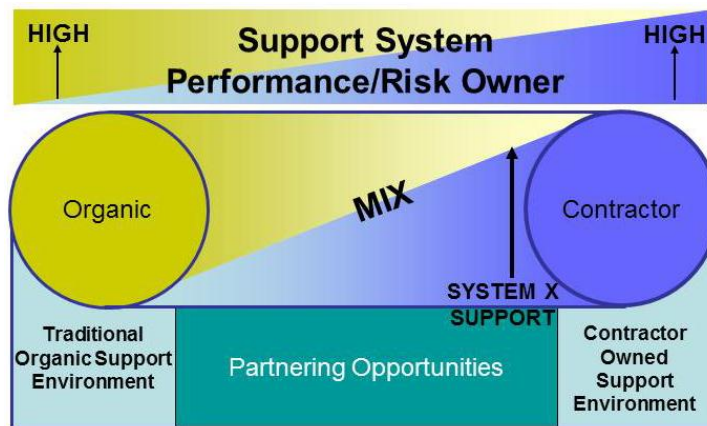 HIGH
Support System
HIGH
Performance/Risk Owner
Organic
MIX
Contractor
SYSTEM X
SUPPORT
Traditional
Organic Support
Environment
Partnering Opportunities
Contractor
Owned
Support
Environment